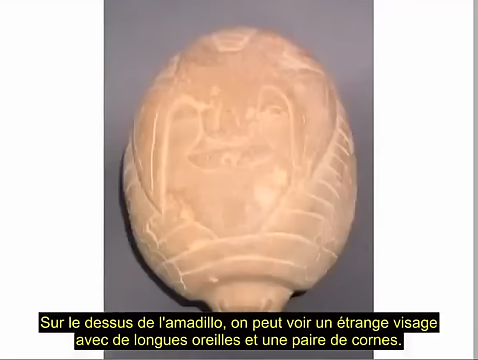 Sur le dessus de l'amadillo, on peut voir un étrange visage
avec de longues oreilles et une paire de cornes.